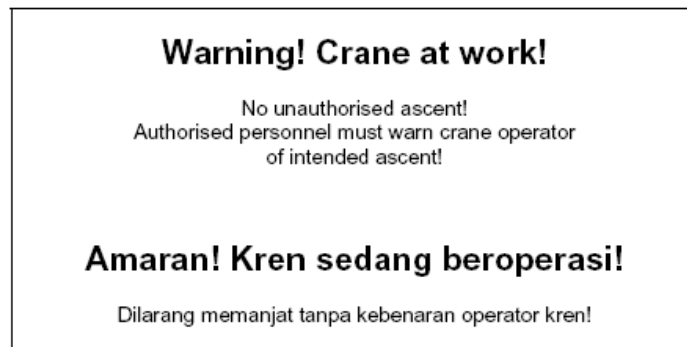 Warning! Crane at work!
No unauthorised ascent!
Authorised personnel must warn crane operator
of intended ascent!
Amaran! Kren sedang beroperasi!
Dilarang memanjat tanpa kebenaran operator kren!